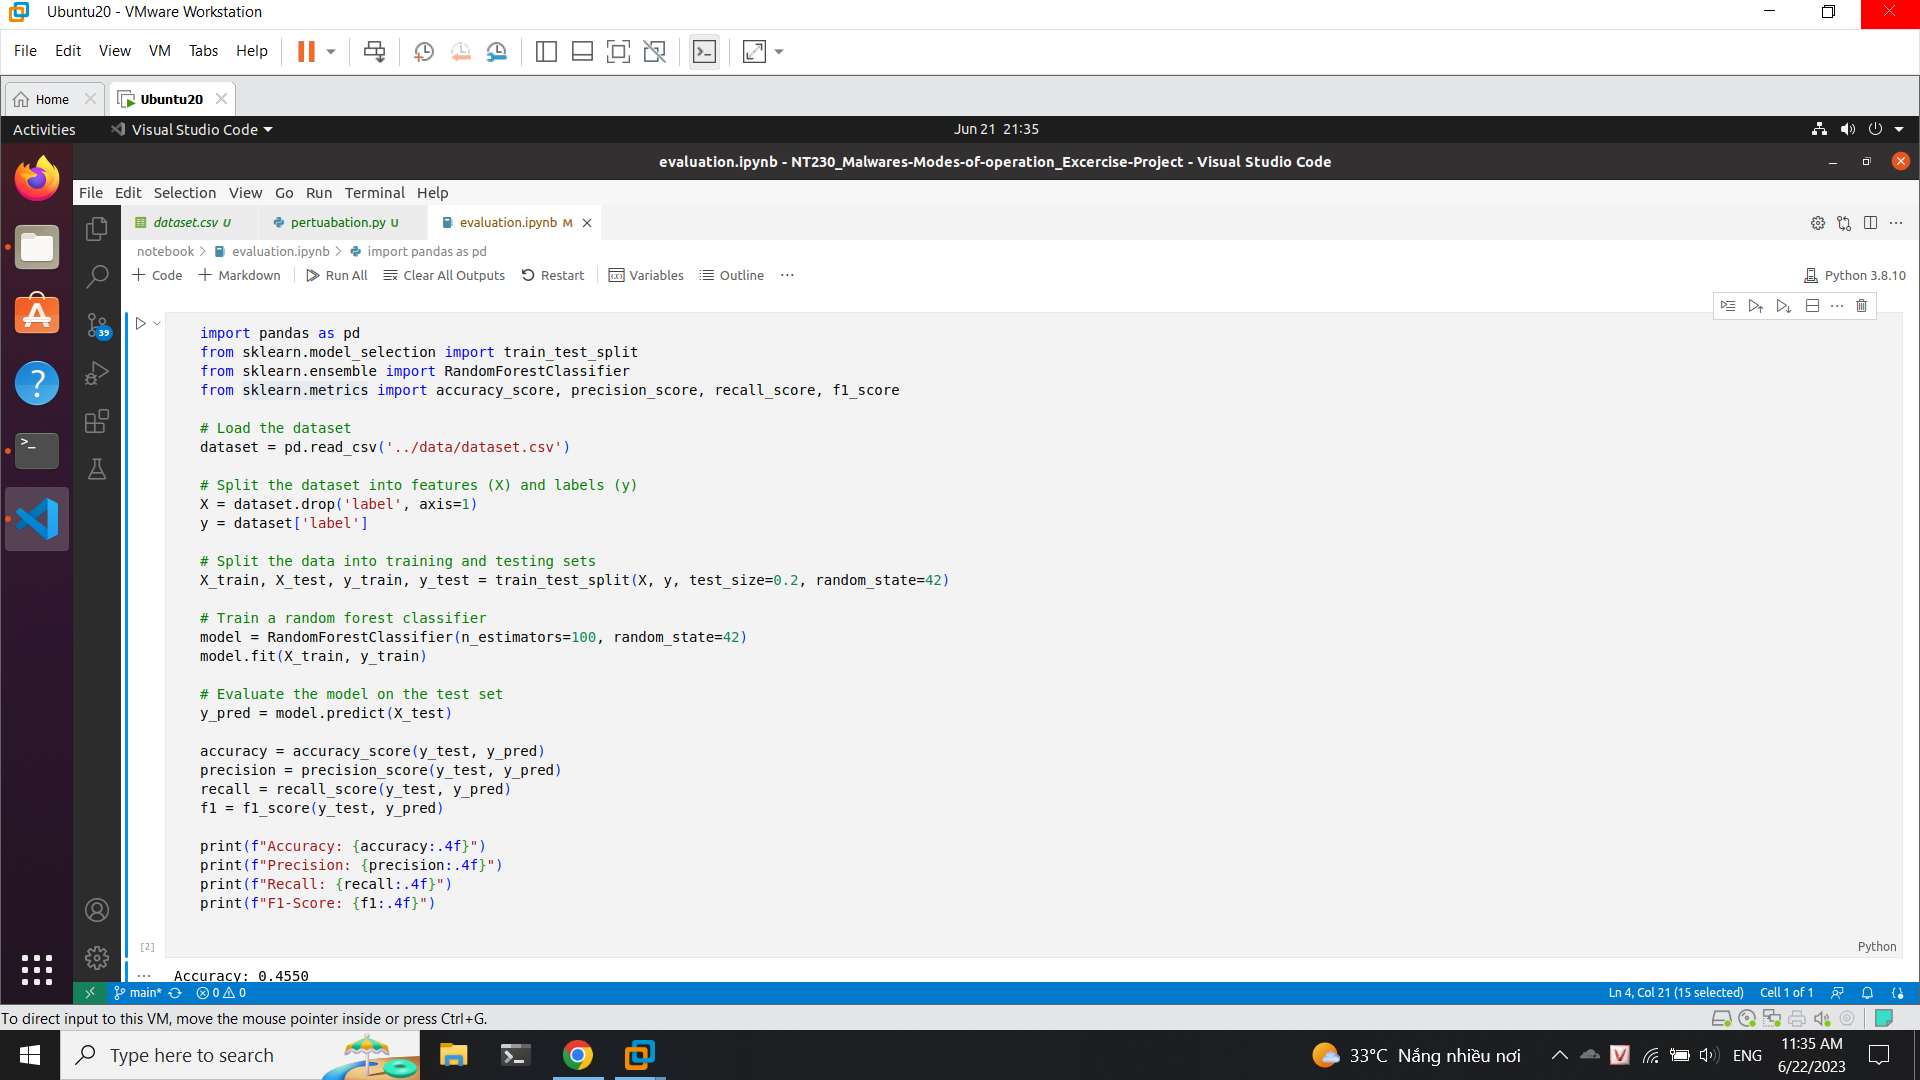 Ubuntu20 - VMware Workstation
File Edit View VM Tabs Help
Home Ubuntu20
Activities Visual Studio Code Jun 21 21:35
evaluation.ipynb - NT230_Malwares-Modes-of-operation_Excercise-Project - Visual Studio Code
File Edit Selection View Go Run Terminal Help
dataset.csv U pertuabation.py U evaluation.ipynb M
notebook > evaluation.ipynb > import pandas as pd
+ Code + Markdown Run All Clear All Outputs Restart Variables Outline ... Python 3.8.10
import pandas as pd
from sklearn.model_selection import train_test_split
from sklearn.ensemble import RandomForestClassifier
from sklearn.metrics import accuracy_score, precision_score, recall_score, f1_score
# Load the dataset
dataset = pd.read_csv('../data/dataset.csv')
# Split the dataset into features (X) and labels (y)
X = dataset.drop('label', axis=1)
y = dataset['label']
# Split the data into training and testing sets
X_train, X_test, y_train, y_test = train_test_split(X, y, test_size=0.2, random_state=42)
# Train a random forest classifier
model = RandomForestClassifier(n_estimators=100, random_state=42)
model.fit(X_train, y_train)
# Evaluate the model on the test set
y_pred = model.predict(X_test)
accuracy = accuracy_score(y_test, y_pred)
precision = precision_score(y_test, y_pred)
recall = recall_score(y_test, y_pred)
f1 = f1_score(y_test, y_pred)
print(f"Accuracy: {accuracy:.4f}")
print(f"Precision: {precision:.4f}")
print(f"Recall: {recall:.4f}")
print(f"F1-Score: {f1:.4f}")
[2] Python
... Accuracy: 0.4550
39
main* 0 0 Ln 4, Col 21 (15 selected) Cell 1 of 1
To direct input to this VM, move the mouse pointer inside or press Ctrl+G.
Type here to search 33°C Nắng nhiều nơi ENG 11:35 AM
6/22/2023